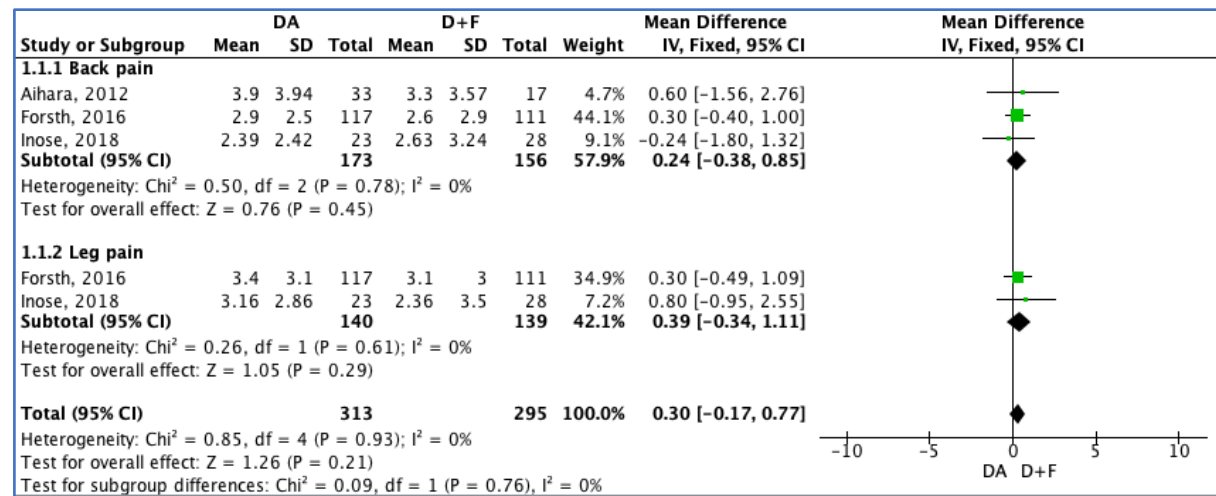 DA D+F Mean Difference Mean Difference
Study or Subgroup Mean SD Total Mean SD Total Weight IV, Fixed, 95% CI IV, Fixed, 95% CI
1.1.1 Back pain
Aihara, 2012 3.9 3.94 33 3.3 3.57 17 4.7% 0.60 [-1.56, 2.76]
Forsth, 2016 2.9 2.5 117 2.6 2.9 111 44.1% 0.30 [-0.40, 1.00]
Inose, 2018 2.39 2.42 23 2.63 3.24 28 9.1% -0.24 [-1.80, 1.32]
Subtotal (95% CI) 173 156 57.9% 0.24 [-0.38, 0.85]
Heterogeneity: Chi² = 0.50, df = 2 (P = 0.78); I² = 0%
Test for overall effect: Z = 0.76 (P = 0.45)
1.1.2 Leg pain
Forsth, 2016 3.4 3.1 117 3.1 3 111 34.9% 0.30 [-0.49, 1.09]
Inose, 2018 3.16 2.86 23 2.36 3.5 28 7.2% 0.80 [-0.95, 2.55]
Subtotal (95% CI) 140 139 42.1% 0.39 [-0.34, 1.11]
Heterogeneity: Chi² = 0.26, df = 1 (P = 0.61); I² = 0%
Test for overall effect: Z = 1.05 (P = 0.29)
Total (95% CI) 313 295 100.0% 0.30 [-0.17, 0.77]
Heterogeneity: Chi² = 0.85, df = 4 (P = 0.93); I² = 0%
Test for overall effect: Z = 1.26 (P = 0.21)
Test for subgroup differences: Chi² = 0.09, df = 1 (P = 0.76), I² = 0%
-10 -5 0 5 10
DA D+F